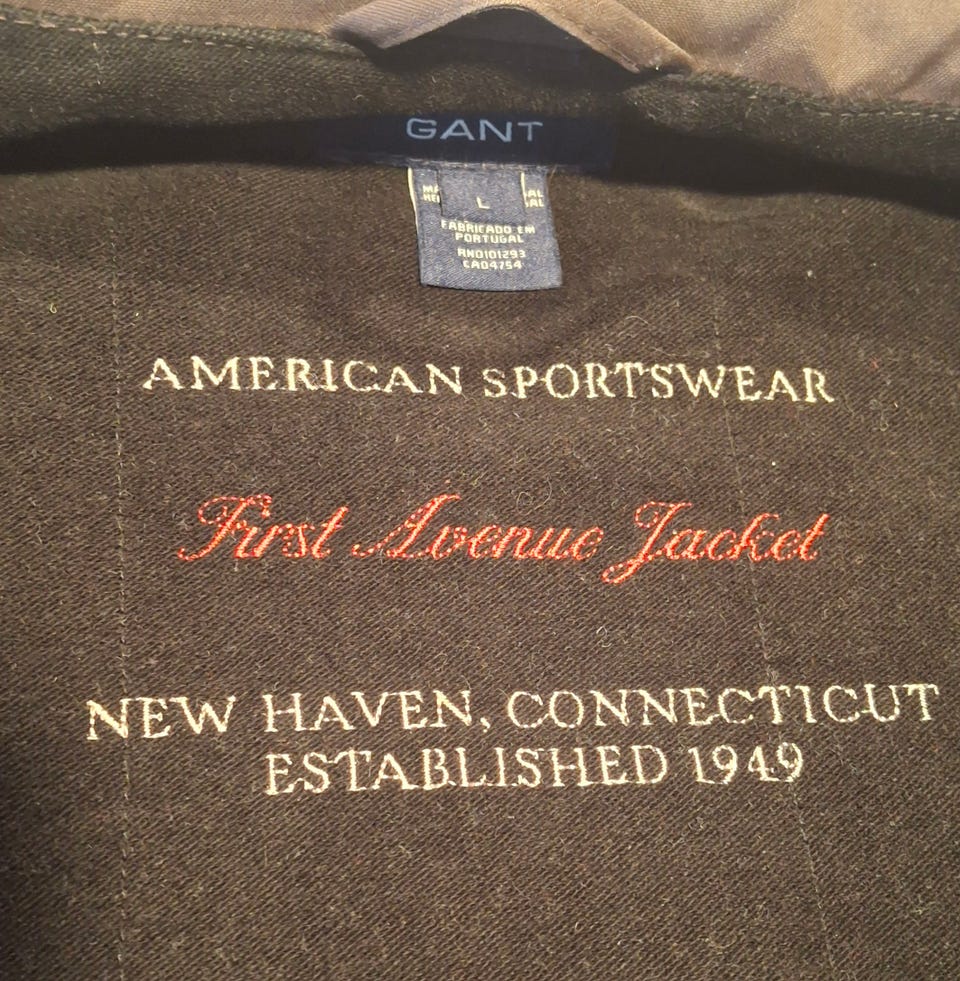 GANT
L
FABRICADO EM
PORTUGAL
RN0101293
CA04754
AMERICAN SPORTSWEAR
First Avenue Jacket
NEW HAVEN, CONNECTICUT
ESTABLISHED 1949